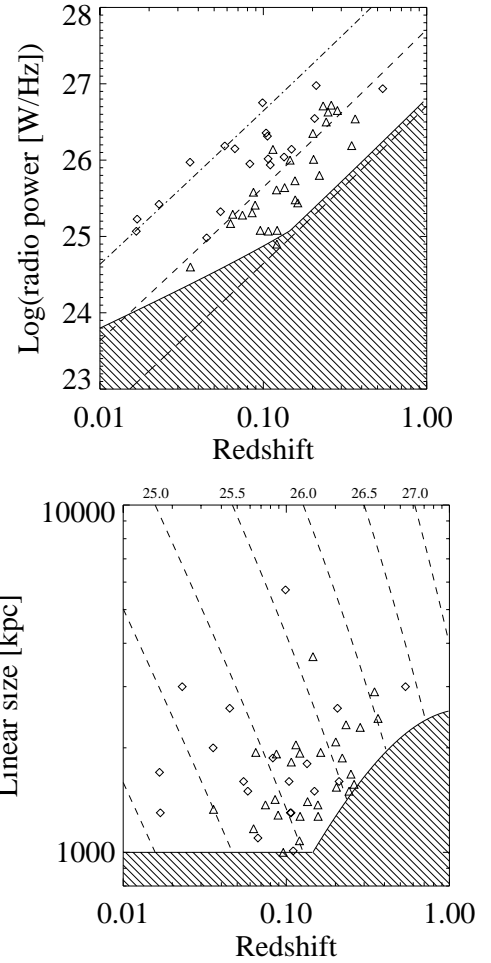 28
27
26
25
24
23
Log(radio power [W/Hz])
0.01 0.10 1.00
Redshift
25.0 25.5 26.0 26.5 27.0
10000
1000
Linear size [kpc]
0.01 0.10 1.00
Redshift